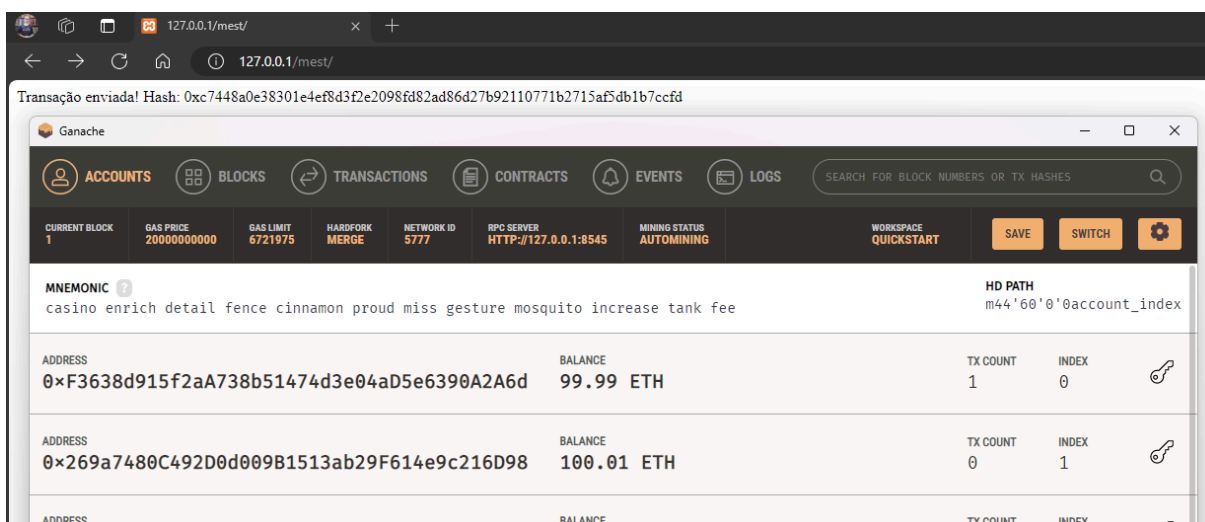 127.0.0.1/mest/
127.0.0.1/mest/
Transação enviada! Hash: 0xc7448a0e38301e4ef8d3f2e2098fd82ad86d27b92110771b2715af5db1b7ccfd
Ganache
ACCOUNTS BLOCKS TRANSACTIONS CONTRACTS EVENTS LOGS SEARCH FOR BLOCK NUMBERS OR TX HASHES
CURRENT BLOCK GAS PRICE GAS LIMIT HARDFORK NETWORK ID RPC SERVER MINING STATUS WORKSPACE
1 20000000000 6721975 MERGE 5777 HTTP://127.0.0.1:8545 AUTOMINING QUICKSTART SAVE SWITCH
MNEMONIC ? HD PATH
casino enrich detail fence cinnamon proud miss gesture mosquito increase tank fee m44'60'0'0account_index
ADDRESS BALANCE TX COUNT INDEX
0×F3638d915f2aA738b51474d3e04aD5e6390A2A6d 99.99 ETH 1 0
ADDRESS BALANCE TX COUNT INDEX
0×269a7480C492D0d009B1513ab29F614e9c216D98 100.01 ETH 0 1
ADDRESS BALANCE TX COUNT INDEX